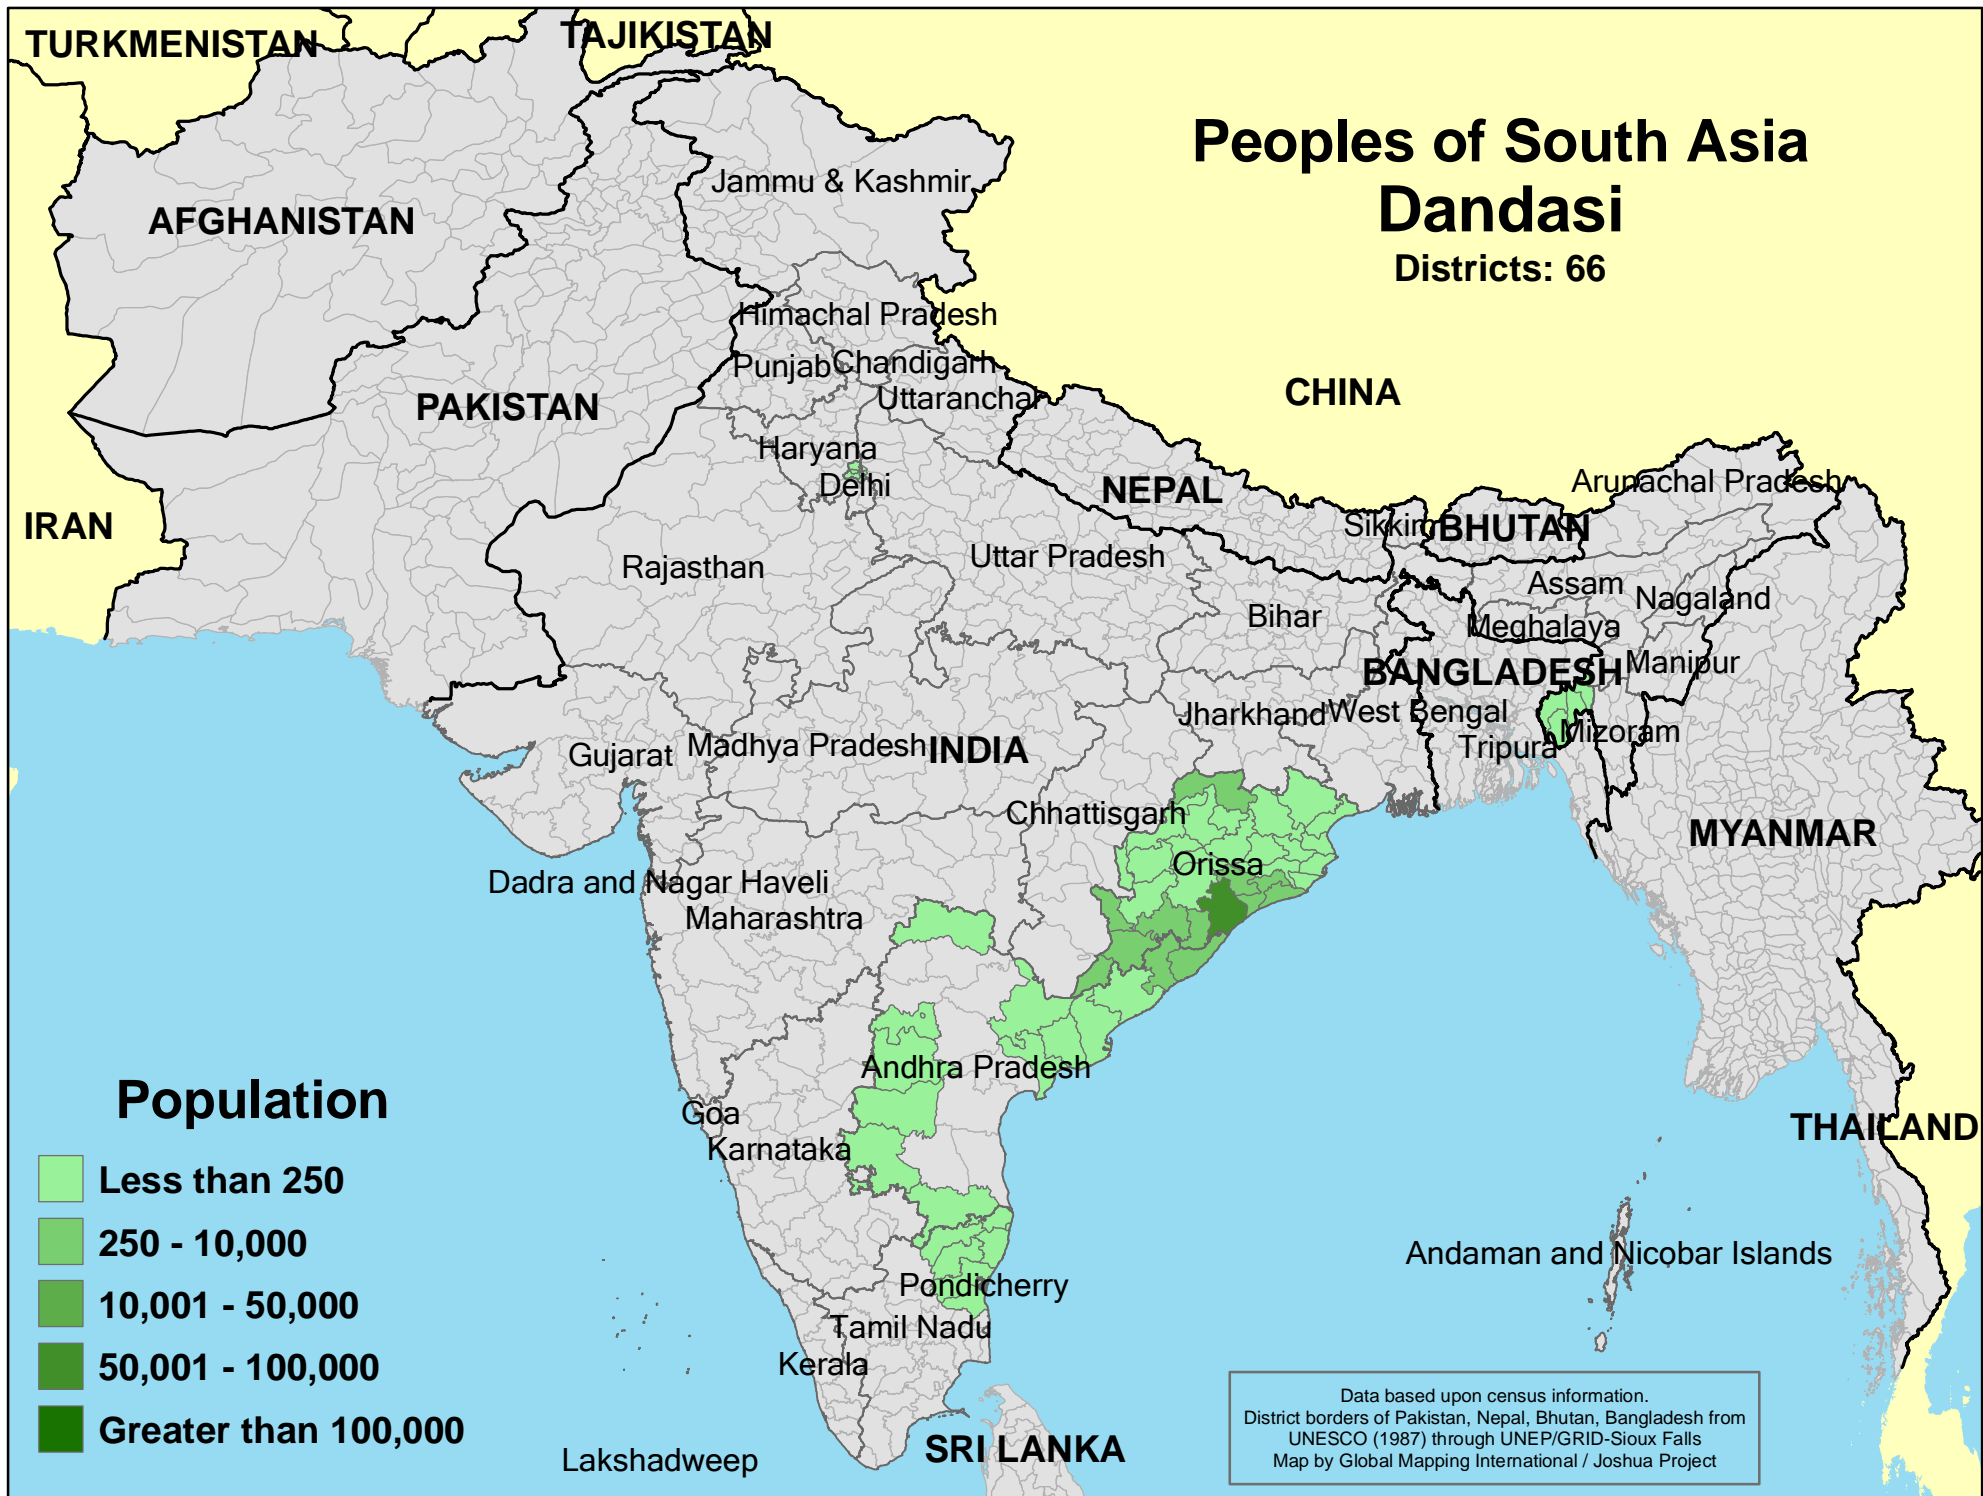 TURKMENISTAN
TAJIKISTAN
Peoples of South Asia
Dandasi
Districts: 66
Jammu & Kashmir
AFGHANISTAN
Himachal Pradesh
Punjab
Chandigarh
Uttaranchal
CHINA
PAKISTAN
Haryana
Delhi
NEPAL
Arunachal Pradesh
IRAN
Sikkim
BHUTAN
Rajasthan
Uttar Pradesh
Assam
Nagaland
Bihar
Meghalaya
BANGLADESH
Manipur
Jharkhand
West Bengal
Gujarat
Madhya Pradesh
INDIA
Tripura
Mizoram
Chhattisgarh
MYANMAR
Orissa
Dadra and Nagar Haveli
Maharashtra
Andhra Pradesh
Goa
Karnataka
THAILAND
Population
Less than 250
250 - 10,000
10,001 - 50,000
50,001 - 100,000
Greater than 100,000
Andaman and Nicobar Islands
Pondicherry
Tamil Nadu
Kerala
Lakshadweep
SRI LANKA
Data based upon census information.
District borders of Pakistan, Nepal, Bhutan, Bangladesh from
UNESCO (1987) through UNEP/GRID-Sioux Falls
Map by Global Mapping International / Joshua Project